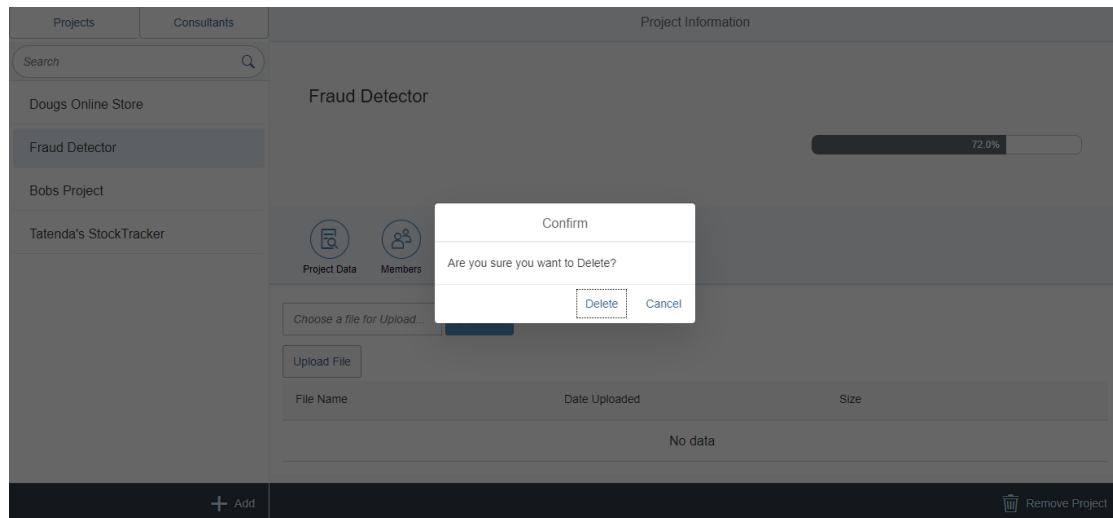 Projects
Consultants
Project Information
Search
Dougs Online Store
Fraud Detector
Bobs Project
Tatenda's StockTracker
Fraud Detector
72.0%
Project Data
Members
Confirm
Are you sure you want to Delete?
Delete
Cancel
Choose a file for Upload...
Upload File
File Name
Date Uploaded
Size
No data
Add
Remove Project